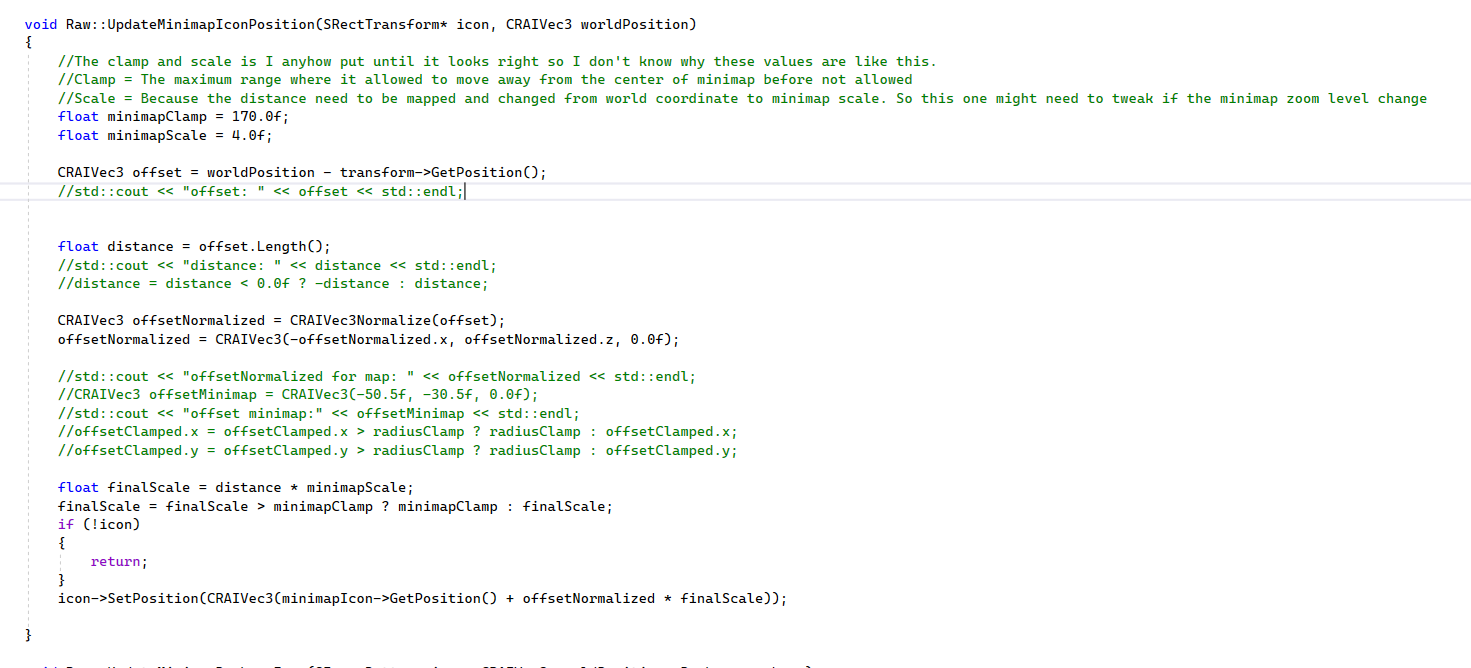 void Raw::UpdateMinimapIconPosition(SRectTransform* icon, CRAIVec3 worldPosition)
{
//The clamp and scale is I anyhow put until it looks right so I don't know why these values are like this.
//Clamp = The maximum range where it allowed to move away from the center of minimap before not allowed
//Scale = Because the distance need to be mapped and changed from world coordinate to minimap scale. So this one might need to tweak if the minimap zoom level change
float minimapClamp = 170.0f;
float minimapScale = 4.0f;
CRAIVec3 offset = worldPosition - transform->GetPosition();
//std::cout << "offset: " << offset << std::endl;
float distance = offset.Length();
//std::cout << "distance: " << distance << std::endl;
//distance = distance < 0.0f ? -distance : distance;
CRAIVec3 offsetNormalized = CRAIVec3Normalize(offset);
offsetNormalized = CRAIVec3(-offsetNormalized.x, offsetNormalized.z, 0.0f);
//std::cout << "offsetNormalized for map: " << offsetNormalized << std::endl;
//CRAIVec3 offsetMinimap = CRAIVec3(-50.5f, -30.5f, 0.0f);
//std::cout << "offset minimap:" << offsetMinimap << std::endl;
//offsetClamped.x = offsetClamped.x > radiusClamp ? radiusClamp : offsetClamped.x;
//offsetClamped.y = offsetClamped.y > radiusClamp ? radiusClamp : offsetClamped.y;
float finalScale = distance * minimapScale;
finalScale = finalScale > minimapClamp ? minimapClamp : finalScale;
if (!icon)
{
return;
}
icon->SetPosition(CRAIVec3(minimapIcon->GetPosition() + offsetNormalized * finalScale));
}